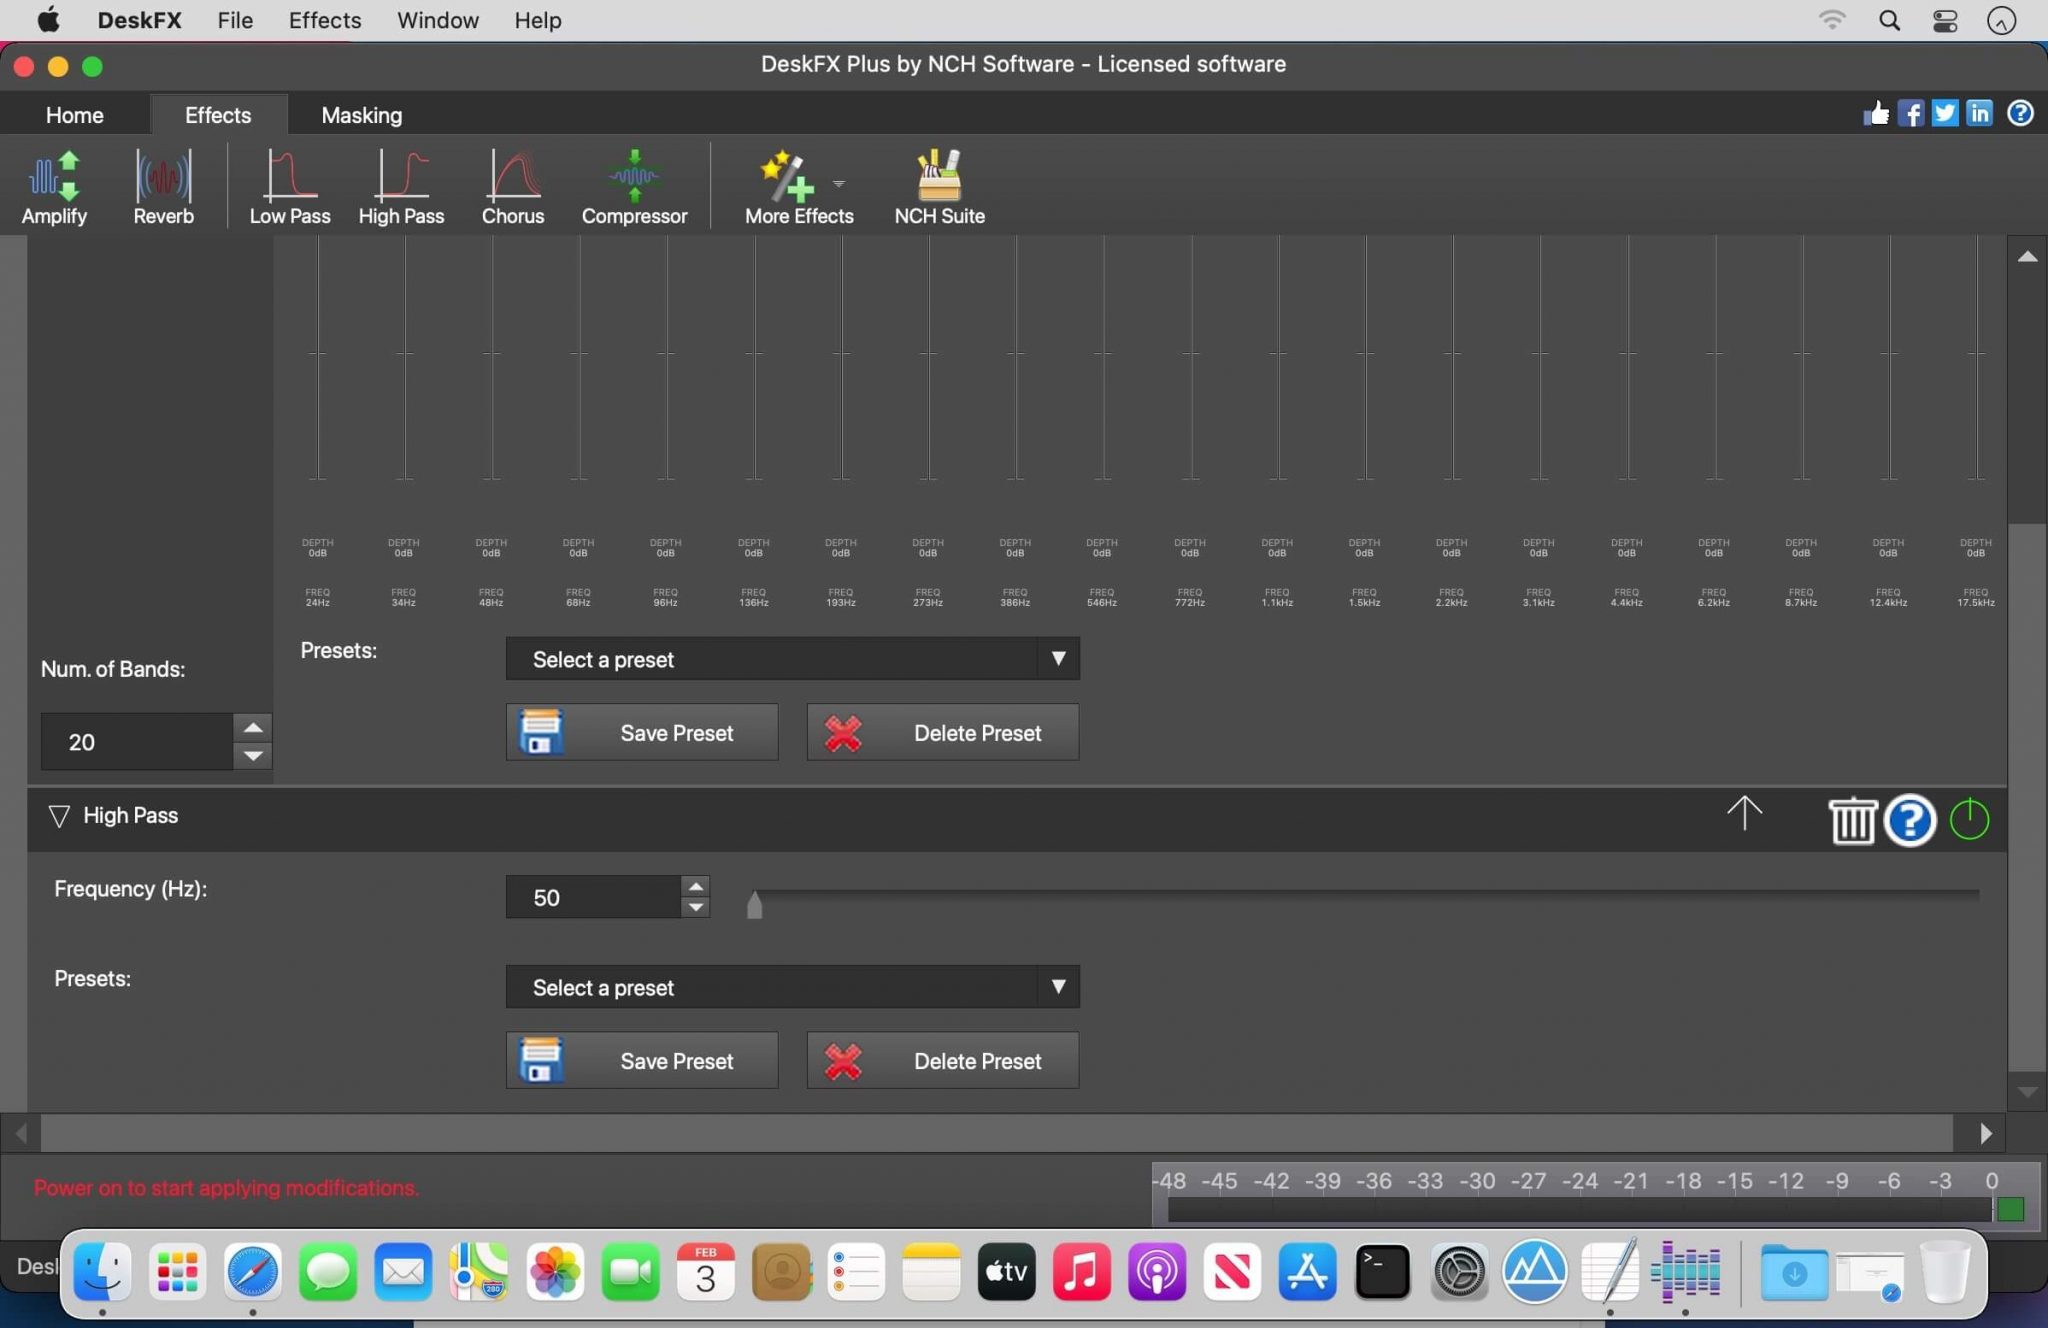 DeskFX File Effects Window Help
DeskFX Plus by NCH Software - Licensed software
Home Effects Masking
Amplify Reverb Low Pass High Pass Chorus Compressor More Effects NCH Suite
DEPTH DEPTH DEPTH DEPTH DEPTH DEPTH DEPTH DEPTH DEPTH DEPTH DEPTH DEPTH DEPTH DEPTH DEPTH DEPTH DEPTH DEPTH DEPTH DEPTH
0dB 0dB 0dB 0dB 0dB 0dB 0dB 0dB 0dB 0dB 0dB 0dB 0dB 0dB 0dB 0dB 0dB 0dB 0dB 0dB
FREQ FREQ FREQ FREQ FREQ FREQ FREQ FREQ FREQ FREQ FREQ FREQ FREQ FREQ FREQ FREQ FREQ FREQ FREQ FREQ
24Hz 34Hz 48Hz 68Hz 96Hz 136Hz 193Hz 273Hz 386Hz 546Hz 772Hz 1.1kHz 1.5kHz 2.2kHz 3.1kHz 4.4kHz 6.2kHz 8.7kHz 12.4kHz 17.5kHz
Presets: Select a preset
Num. of Bands:
Save Preset Delete Preset
20
High Pass
Frequency (Hz): 50
Presets: Select a preset
Save Preset Delete Preset
Power on to start applying modifications.
-48 -45 -42 -39 -36 -33 -30 -27 -24 -21 -18 -15 -12 -9 -6 -3 0
Desk
FEB
3
280
tv